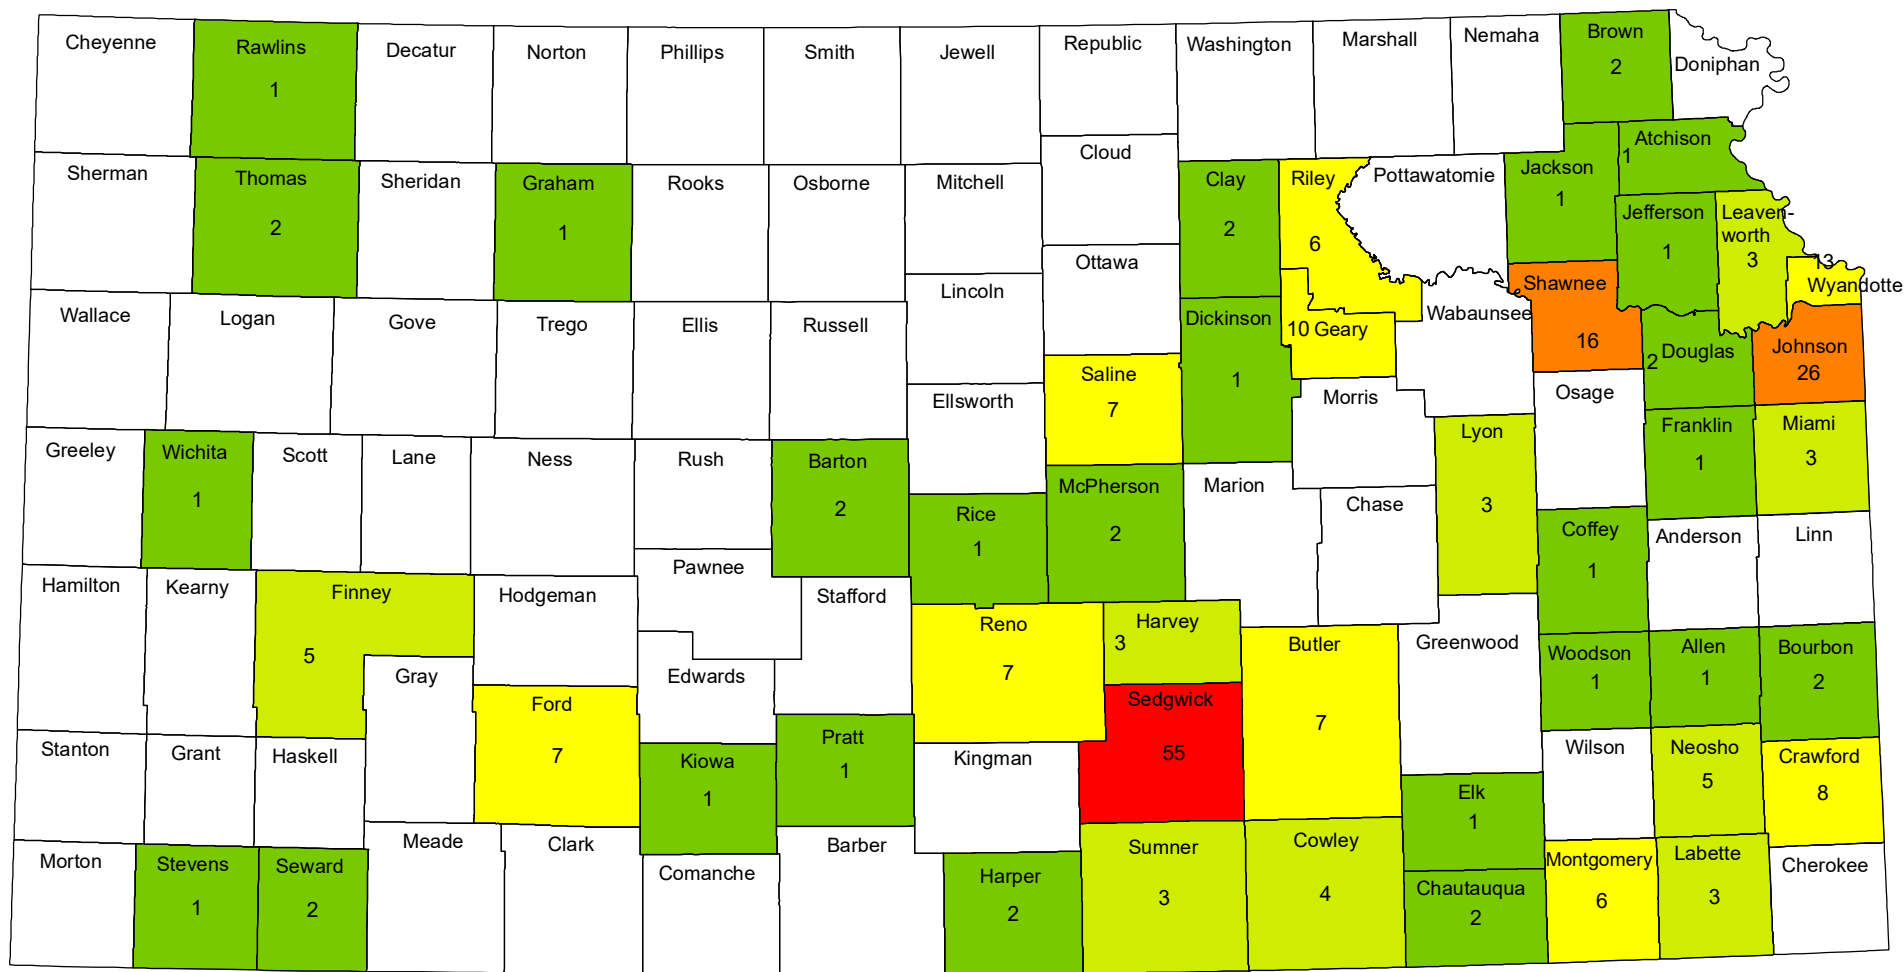 Cheyenne
Rawlins
1
Decatur
Norton
Phillips
Smith
Jewell
Republic
Washington
Marshall
Nemaha
Brown
2
Doniphan
Sherman
Thomas
2
Sheridan
Graham
1
Rooks
Osborne
Mitchell
Cloud
Clay
2
Riley
6
Pottawatomie
Jackson
1
Atchison
1
Jefferson
1
Leaven-
worth
3
13
Wyandotte
Wallace
Logan
Gove
Trego
Ellis
Russell
Lincoln
Ottawa
Dickinson
1
10 Geary
Wabaunsee
Shawnee
16
2 Douglas
Johnson
26
Ellsworth
Saline
7
Morris
Osage
Greeley
Wichita
1
Scott
Lane
Ness
Rush
Barton
2
Rice
1
McPherson
2
Marion
Chase
Lyon
3
Franklin
1
Miami
3
Coffey
1
Anderson
Linn
Hamilton
Kearny
Finney
5
Hodgeman
Pawnee
Stafford
Reno
7
Harvey
3
Butler
7
Greenwood
Woodson
1
Allen
1
Bourbon
2
Gray
Ford
7
Edwards
Sedgwick
55
Stanton
Grant
Haskell
Kiowa
1
Pratt
1
Kingman
Elk
1
Wilson
Neosho
5
Crawford
8
Morton
Stevens
1
Seward
2
Meade
Clark
Comanche
Barber
Harper
2
Sumner
3
Cowley
4
Chautauqua
2
Montgomery
6
Labette
3
Cherokee